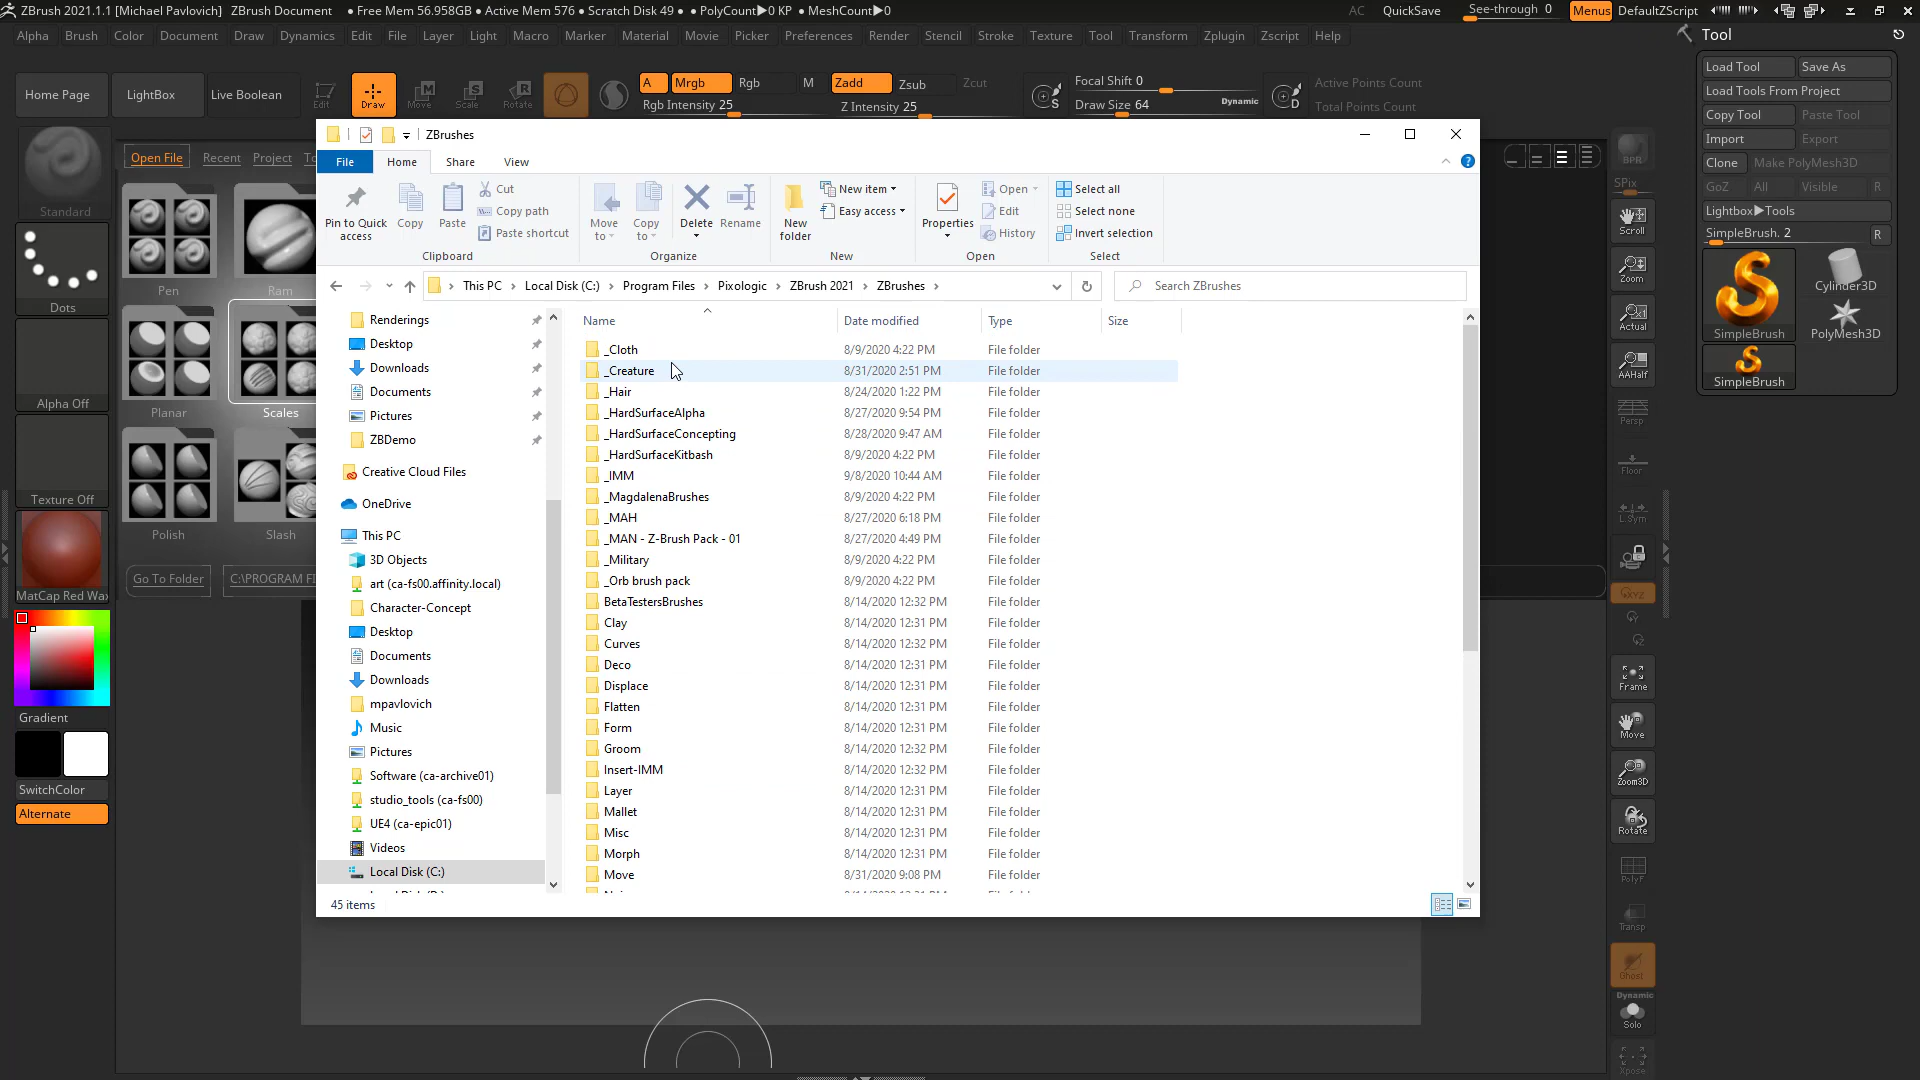 ZBrush 2021.1.1 [Michael Pavlovich] ZBrush Document • Free Mem 56.958GB • Active Mem 576 • Scratch Disk 49 • PolyCount▶0 KP • MeshCount▶0 AC QuickSave See-through 0 Menus DefaultZScript
Alpha Brush Color Document Draw Dynamics Edit File Layer Light Macro Marker Material Movie Picker Preferences Render Stencil Stroke Texture Tool Transform Zplugin Zscript Help
Home Page LightBox Live Boolean Edit Draw Move Scale Rotate
A Mrgb Rgb M Zadd Zsub Zcut
Rgb Intensity 25 Z Intensity 25
S Focal Shift 0
Draw Size 64 Dynamic
D Active Points Count
Total Points Count
Standard
Dots
Alpha Off
Texture Off
MatCap Red Wax
Gradient
SwitchColor
Alternate
Open File Recent Project
Pen Ram
Planar Scales
Polish Slash
Go To Folder C:\PROGRAM FI
ZBrushes
File Home Share View
Pin to Quick access
Copy
Paste
Cut
Copy path
Paste shortcut
Clipboard
Move to
Copy to
Delete
Rename
Organize
New folder
New item
Easy access
New
Properties
Open
Edit
History
Open
Select all
Select none
Invert selection
Select
This PC Local Disk (C:) Program Files Pixologic ZBrush 2021 ZBrushes
Search ZBrushes
Renderings
Desktop
Downloads
Documents
Pictures
ZBDemo
Creative Cloud Files
OneDrive
This PC
3D Objects
art (ca-fs00.affinity.local)
Character-Concept
Desktop
Documents
Downloads
mpavlovich
Music
Pictures
Software (ca-archive01)
studio_tools (ca-fs00)
UE4 (ca-epic01)
Videos
Local Disk (C:)
Name Date modified Type Size
_Cloth 8/9/2020 4:22 PM File folder
_Creature 8/31/2020 2:51 PM File folder
_Hair 8/24/2020 1:22 PM File folder
_HardSurfaceAlpha 8/27/2020 9:54 AM File folder
_HardSurfaceConcepting 8/28/2020 9:47 AM File folder
_HardSurfaceKitbash 8/9/2020 4:22 PM File folder
_IMM 9/8/2020 10:44 AM File folder
_MagdalenaBrushes 8/9/2020 4:22 PM File folder
_MAH 8/27/2020 6:18 PM File folder
_MAN - Z-Brush Pack - 01 8/27/2020 4:49 PM File folder
_Military 8/9/2020 4:22 PM File folder
_Orb brush pack 8/9/2020 4:22 PM File folder
BetaTestersBrushes 8/14/2020 12:32 PM File folder
Clay 8/14/2020 12:31 PM File folder
Curves 8/14/2020 12:32 PM File folder
Deco 8/14/2020 12:31 PM File folder
Displace 8/14/2020 12:31 PM File folder
Flatten 8/14/2020 12:31 PM File folder
Form 8/14/2020 12:31 PM File folder
Groom 8/14/2020 12:32 PM File folder
Insert-IMM 8/14/2020 12:32 PM File folder
Layer 8/14/2020 12:31 PM File folder
Mallet 8/14/2020 12:31 PM File folder
Misc 8/14/2020 12:31 PM File folder
Morph 8/14/2020 12:31 PM File folder
Move 8/31/2020 9:08 PM File folder
45 items
BPR
SPix
Scroll
Zoom
Actual
AAHalf
Persp
Floor
L.Sym
Frame
Move
Zoom3D
Rotate
PolyF
Transp
Ghost
Dynamic
Solo
Xpose
Tool
Load Tool Save As
Load Tools From Project
Copy Tool Paste Tool
Import Export
Clone Make PolyMesh3D
GoZ All Visible R
Lightbox▶Tools
SimpleBrush. 2 R
SimpleBrush
Cylinder3D
PolyMesh3D
SimpleBrush